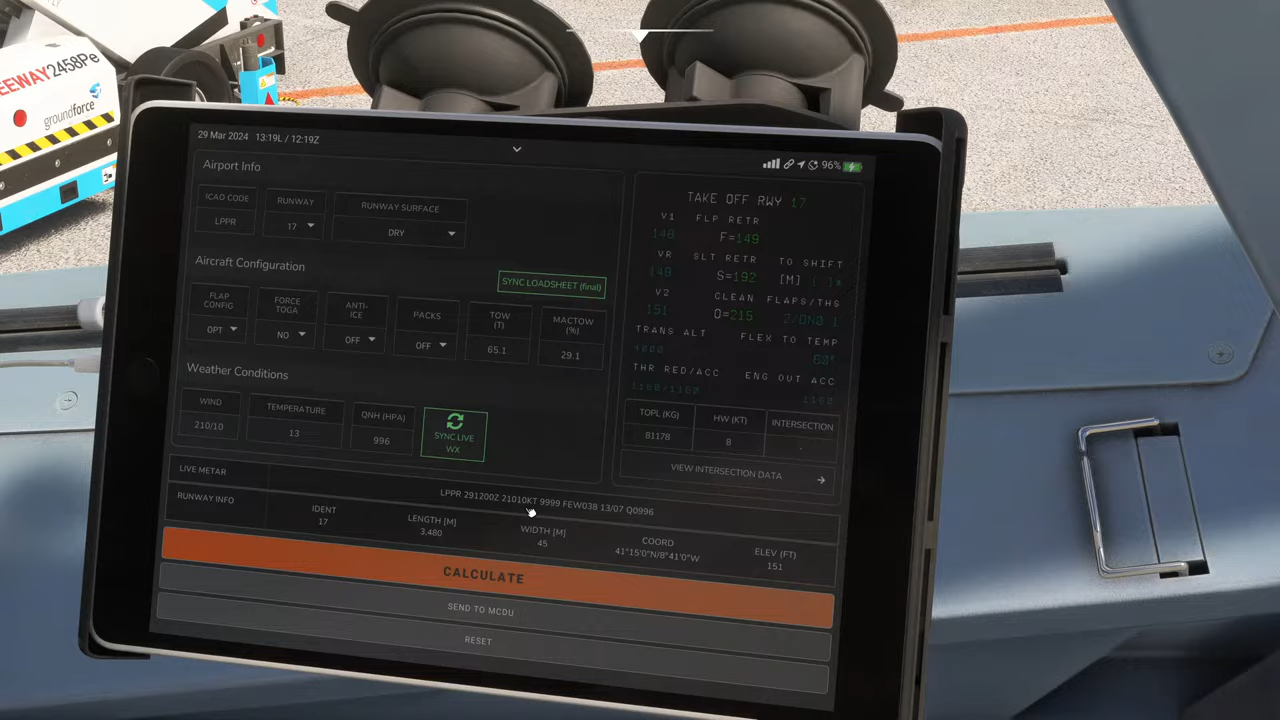 EEWAY2458Pe
groundforce
29 Mar 2024 13:19L / 12:19Z
96%
Airport Info
ICAO CODE
LPPR
RUNWAY
17
RUNWAY SURFACE
DRY
Aircraft Configuration
SYNC LOADSHEET (final)
FLAP CONFIG
OPT
FORCE TOGA
NO
ANTI-ICE
OFF
PACKS
OFF
TOW (T)
65.1
MACTOW (%)
29.1
Weather Conditions
WIND
210/10
TEMPERATURE
13
QNH (HPA)
996
SYNC LIVE WX
TAKE OFF RWY 17
V1 FLP RETR
F=149
VR SLT RETR TO SHIFT
149 S=192 [M] [ ]*
V2 CLEAN FLAPS/THS
151 O=215
TRANS ALT FLEX TO TEMP
60°
THR RED/ACC ENG OUT ACC
TOPL (KG)
81178
HW (KT)
8
INTERSECTION
VIEW INTERSECTION DATA
LIVE METAR
LPPR 291200Z 21010KT 9999 FEW038 13/07 Q0996
RUNWAY INFO
IDENT
17
LENGTH [M]
3,480
WIDTH [M]
45
COORD
41°15'0"N/8°41'0"W
ELEV (FT)
151
CALCULATE
SEND TO MCDU
RESET